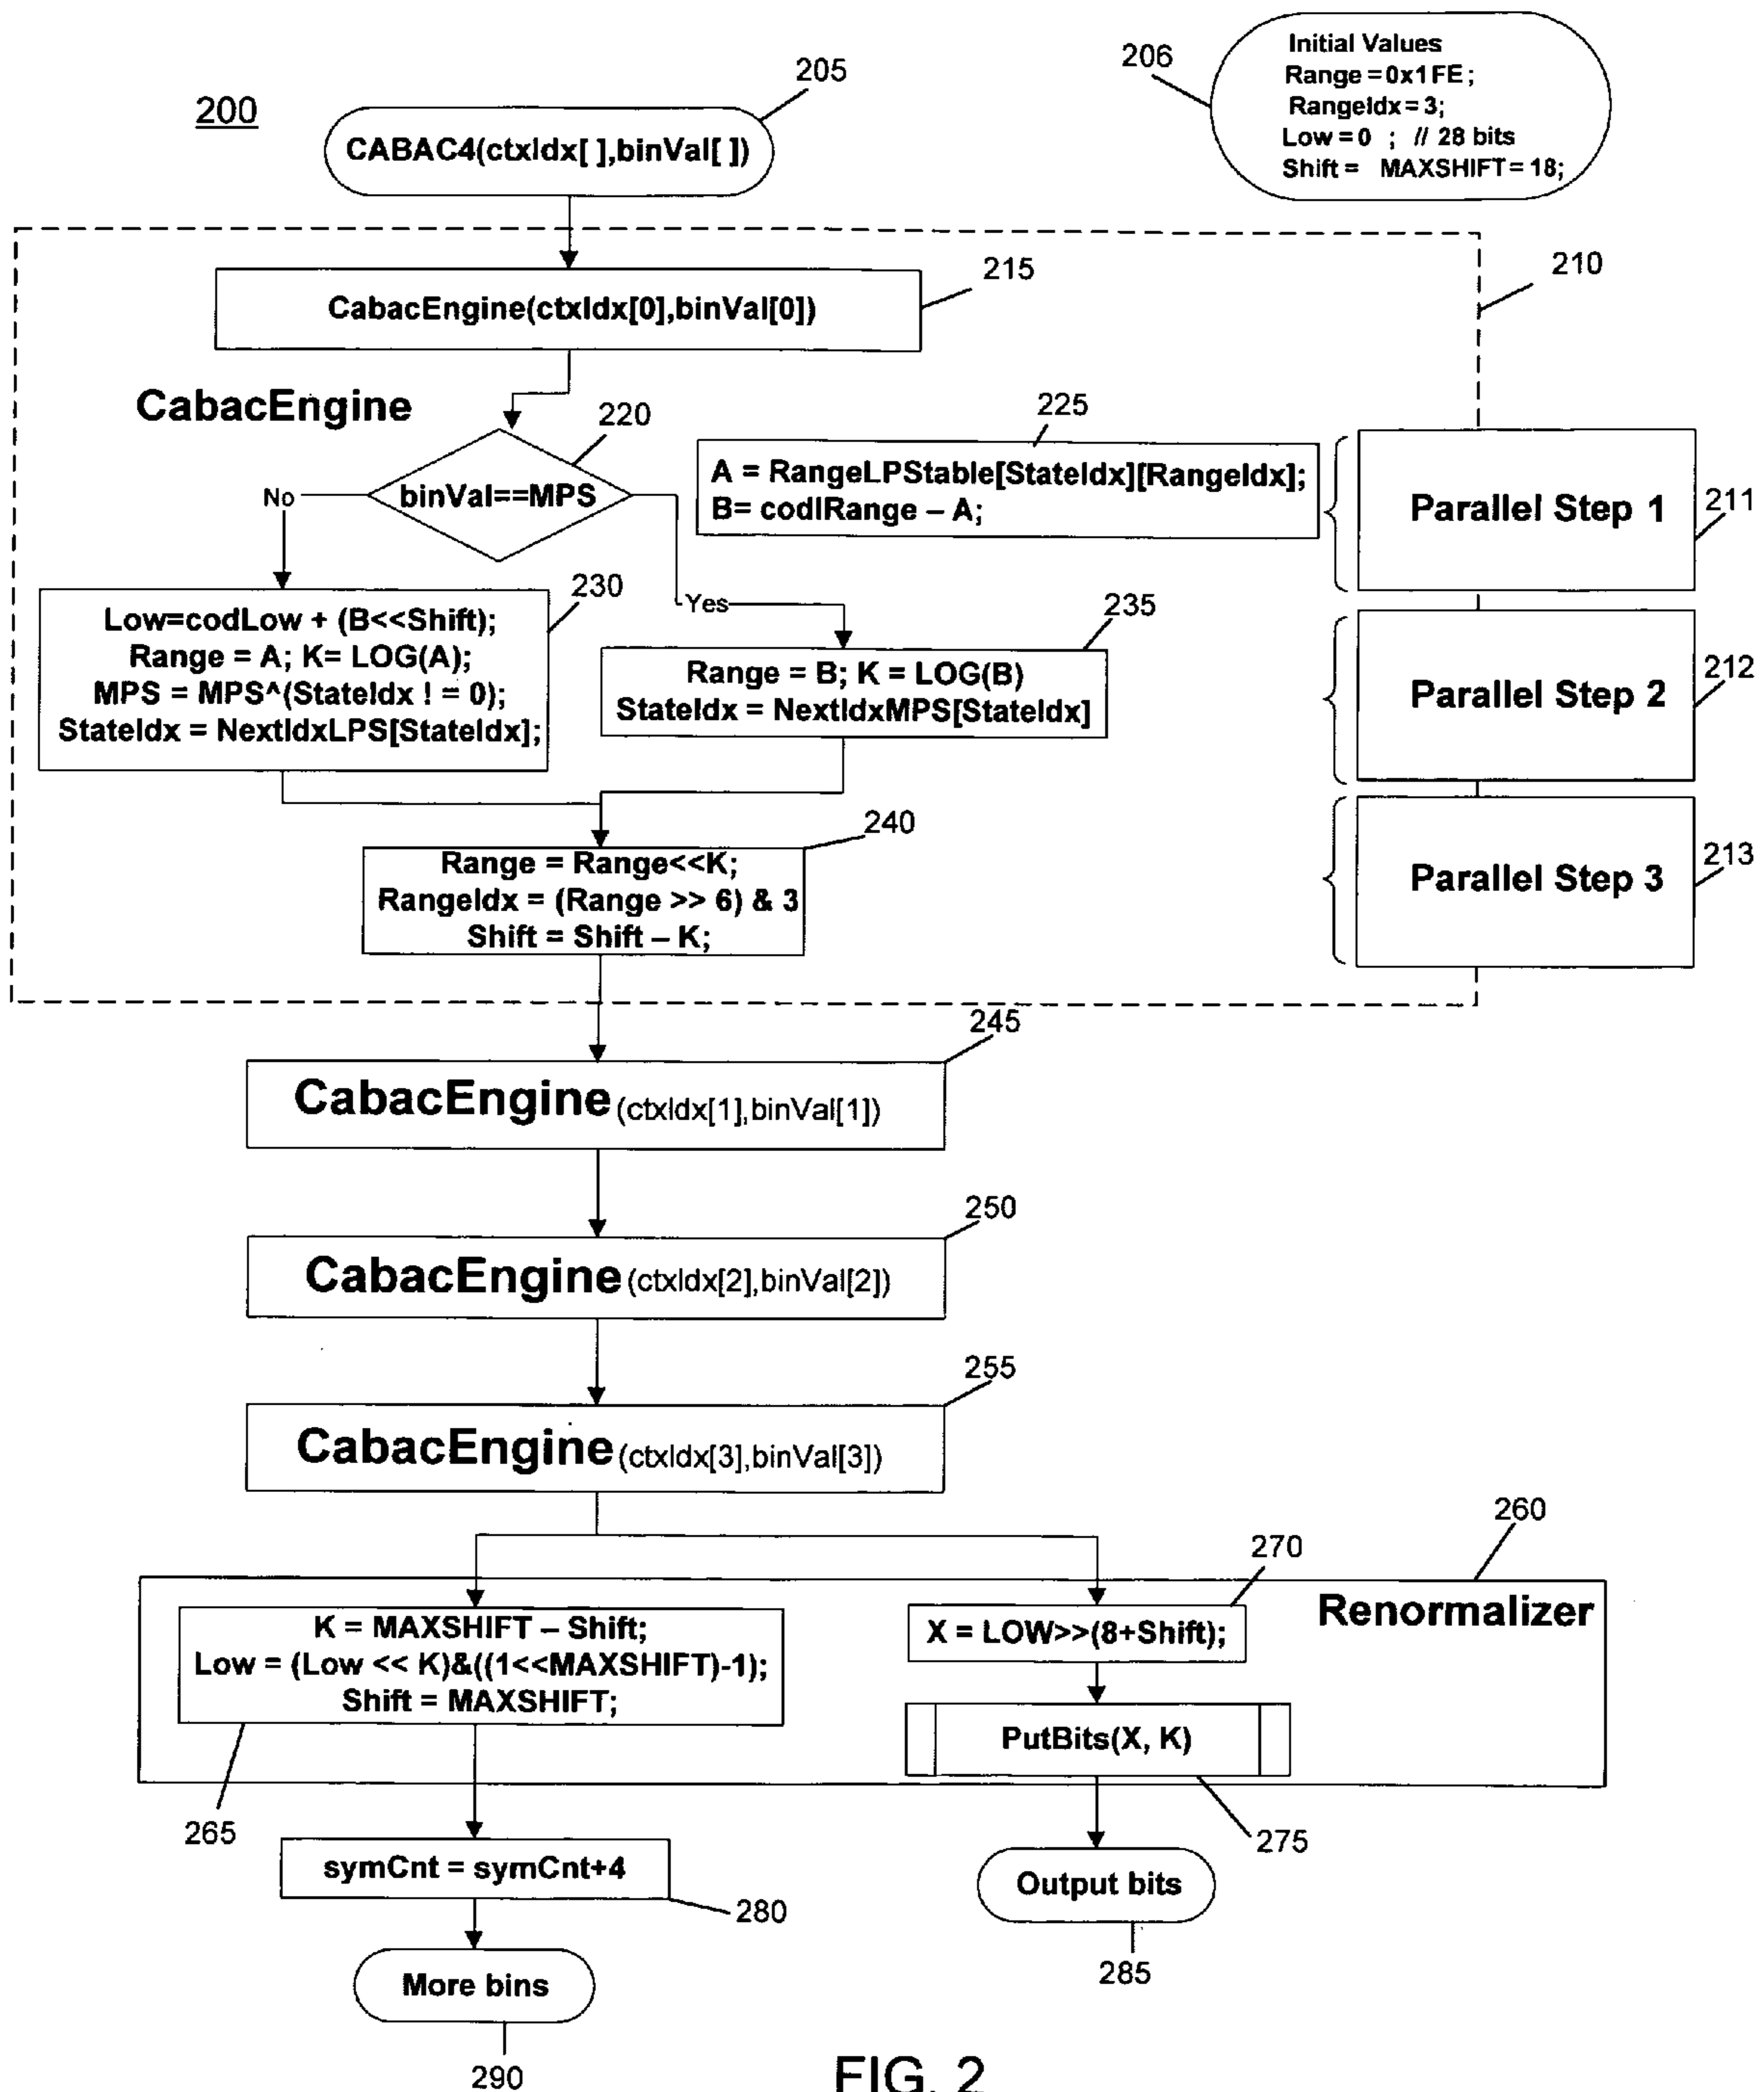 200
205
CABAC4(ctxIdx[ ],binVal[ ])
206
Initial Values
Range =0x1FE;
RangeIdx= 3;
Low =0 ; // 28 bits
Shift = MAXSHIFT= 18;
210
215
CabacEngine(ctxIdx[0],binVal[0])
CabacEngine
220
binVal==MPS
No
Yes
225
A = RangeLPStable[StateIdx][RangeIdx];
B= codIRange – A;
Parallel Step 1
211
230
Low=codLow + (B<<Shift);
Range = A; K= LOG(A);
MPS = MPS^(StateIdx ! = 0);
StateIdx = NextIdxLPS[StateIdx];
235
Range = B; K = LOG(B)
StateIdx = NextIdxMPS[StateIdx]
Parallel Step 2
212
240
Range = Range<<K;
RangeIdx = (Range >> 6) & 3
Shift = Shift – K;
Parallel Step 3
213
245
CabacEngine(ctxIdx[1],binVal[1])
250
CabacEngine(ctxIdx[2],binVal[2])
255
CabacEngine(ctxIdx[3],binVal[3])
260
Renormalizer
K = MAXSHIFT – Shift;
Low = (Low << K)&((1<<MAXSHIFT)-1);
Shift = MAXSHIFT;
265
270
X = LOW>>(8+Shift);
PutBits(X, K)
275
symCnt = symCnt+4
280
Output bits
285
More bins
290
FIG. 2